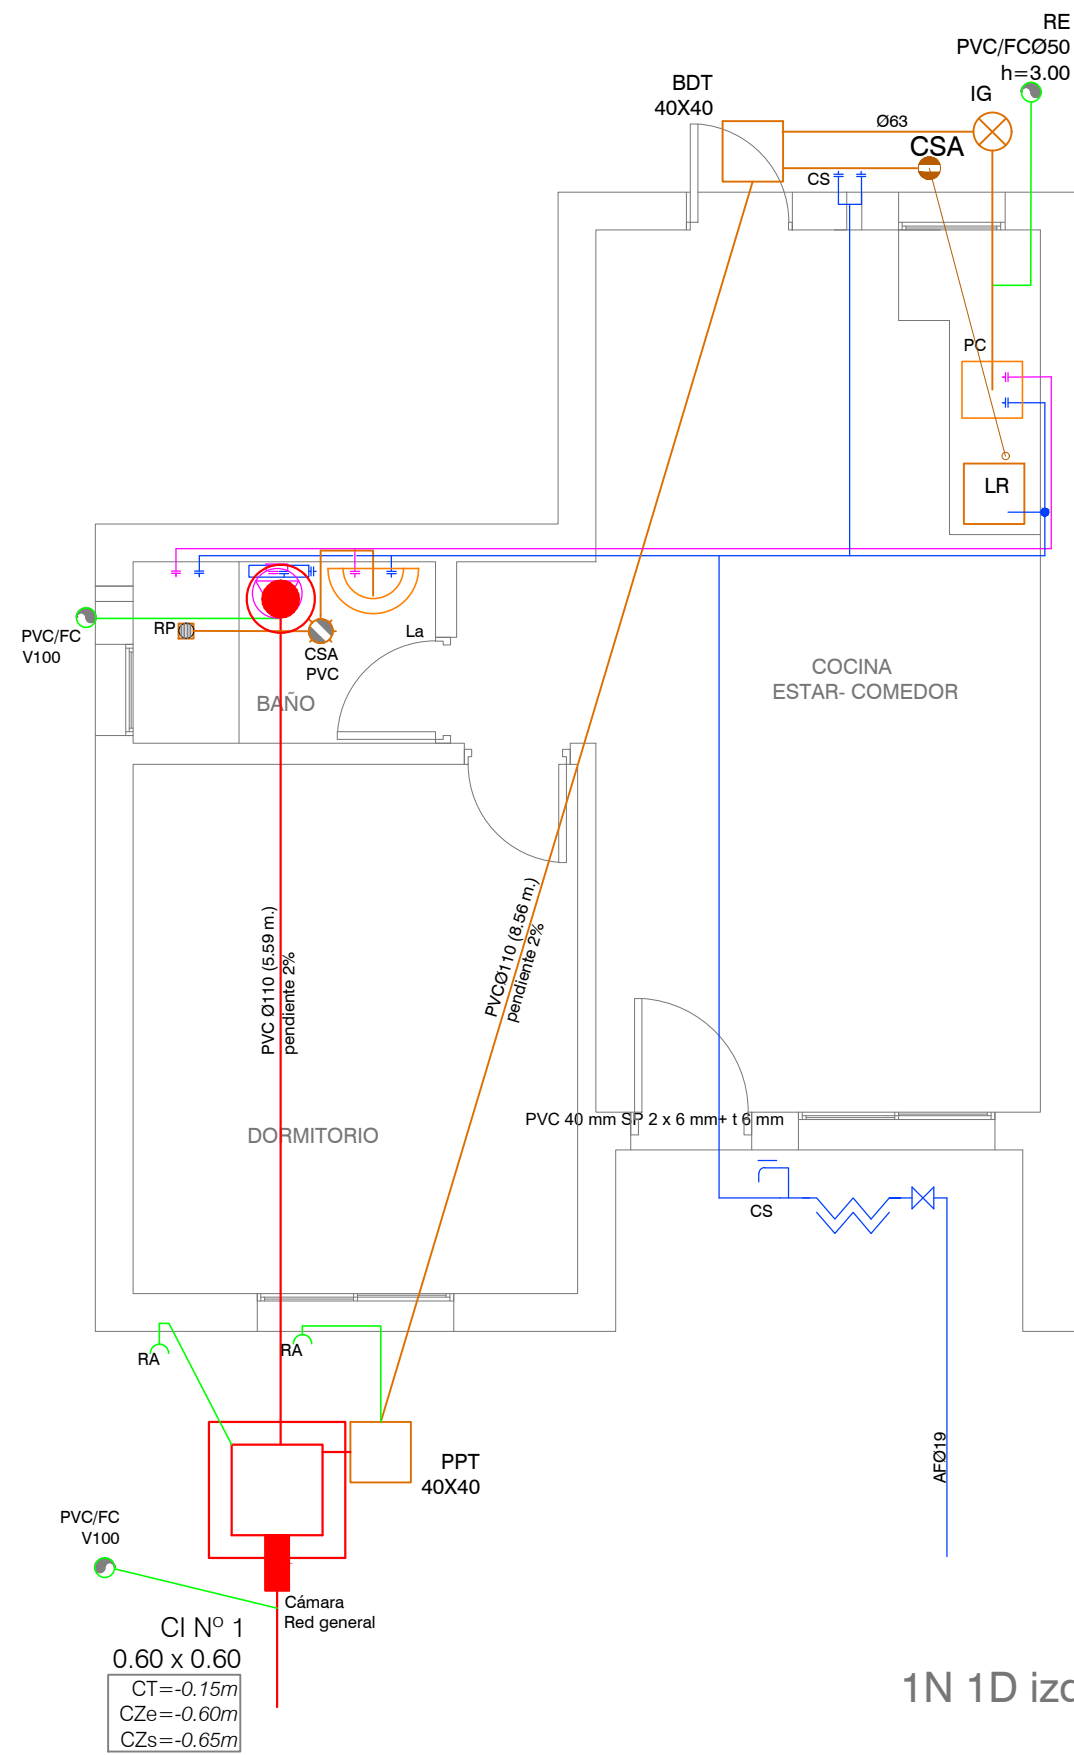 RE
PVC/FCØ50
h=3.00
BDT
40X40
IG
Ø63
CSA
CS
PC
LR
PVC/FC
V100
RP
La
CSA
PVC
BAÑO
COCINA
ESTAR- COMEDOR
PVC Ø110 (5.59 m.)
pendiente 2%
PVCØ110 (8.56 m.)
pendiente 2%
DORMITORIO
PVC 40 mm SP 2 x 6 mm+ t 6 mm
CS
RA
RA
AFØ19
PPT
40X40
PVC/FC
V100
Cámara
Red general
CI Nº 1
0.60 x 0.60
CT=-0.15m
CZe=-0.60m
CZs=-0.65m
1N 1D izq